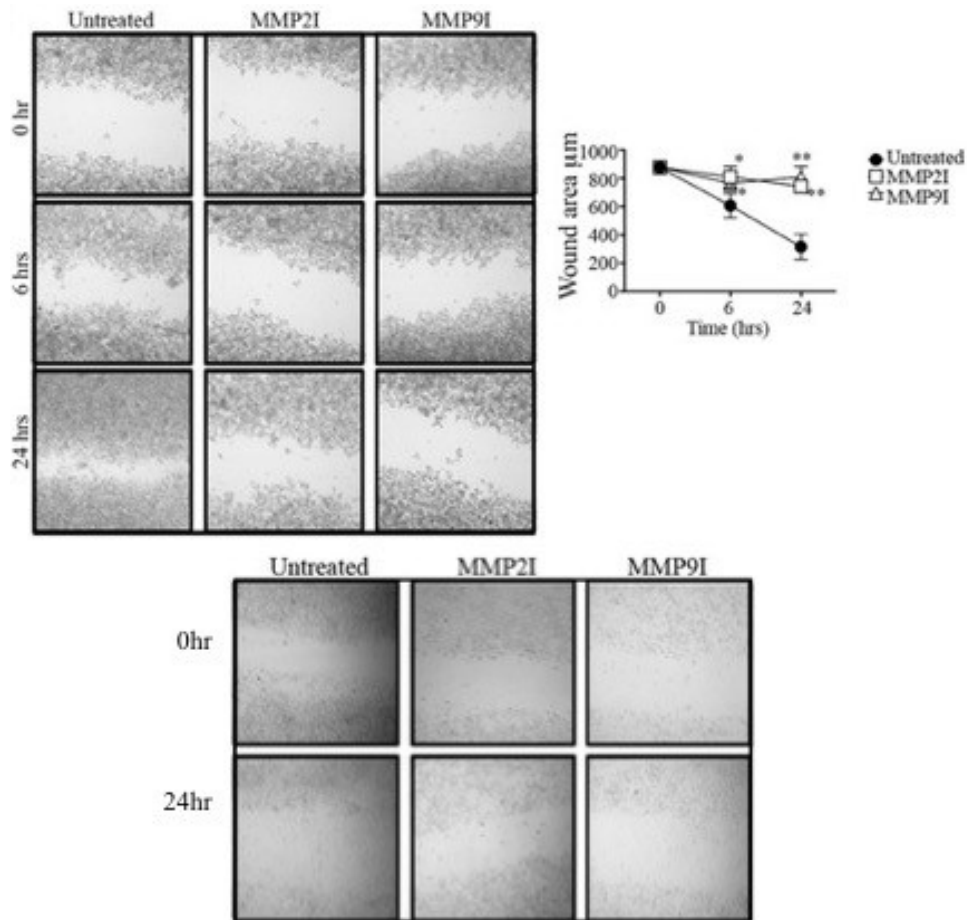 Untreated MMP2I MMP9I
0 hr
6 hrs
24 hrs
Wound area µm
1000
800
600
400
200
0
* **
** **
0 6 24
Time (hrs)
Untreated
MMP2I
MMP9I
Untreated MMP2I MMP9I
0hr
24hr